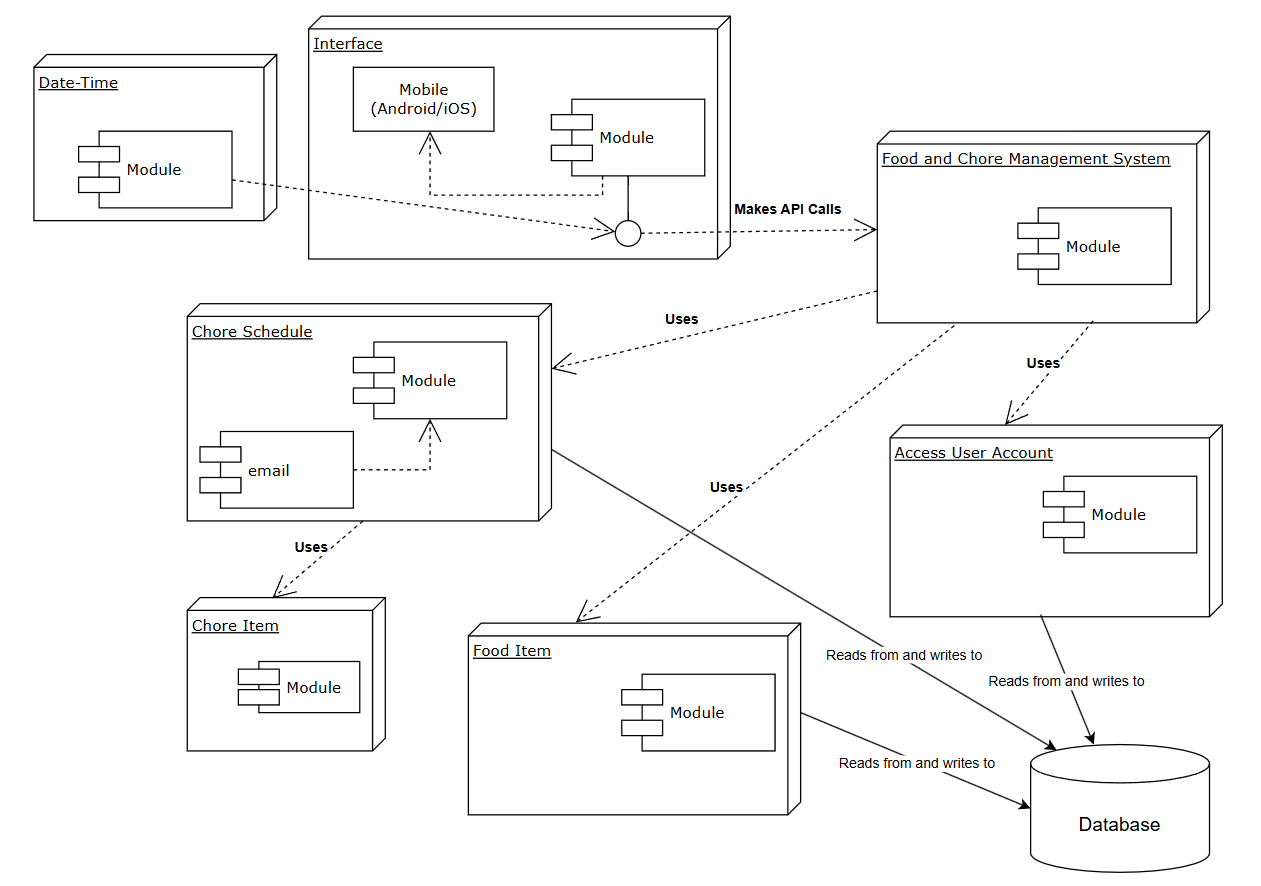 Interface
Date-Time
Mobile
(Android/iOS)
Module
Module
Food and Chore Management System
Makes API Calls
Module
Uses
Chore Schedule
Uses
Module
Access User Account
email
Uses
Module
Uses
Chore Item
Food Item
Reads from and writes to
Reads from and writes to
Module
Module
Reads from and writes to
Database